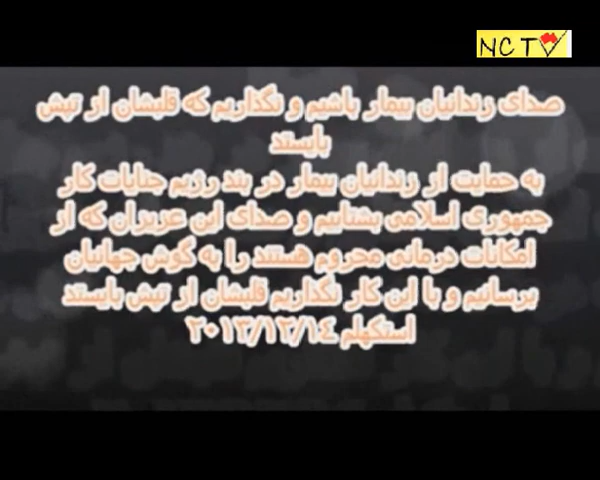 NCTV
صدای زندانیان بیمار باشیم و نگذاریم که قلبشان از تپش
بایستد
به حمایت از زندانیان بیمار در بند رژیم جنایات کار
جمهوری اسلامی بشتابیم و صدای این عزیزان که از
امکانات درمانی محروم هستند را به گوش جهانیان
برسانیم و با این کار نگذاریم قلبشان از تپش بایستد
استکهلم ۲۰۱۳/۱۲/۱۴